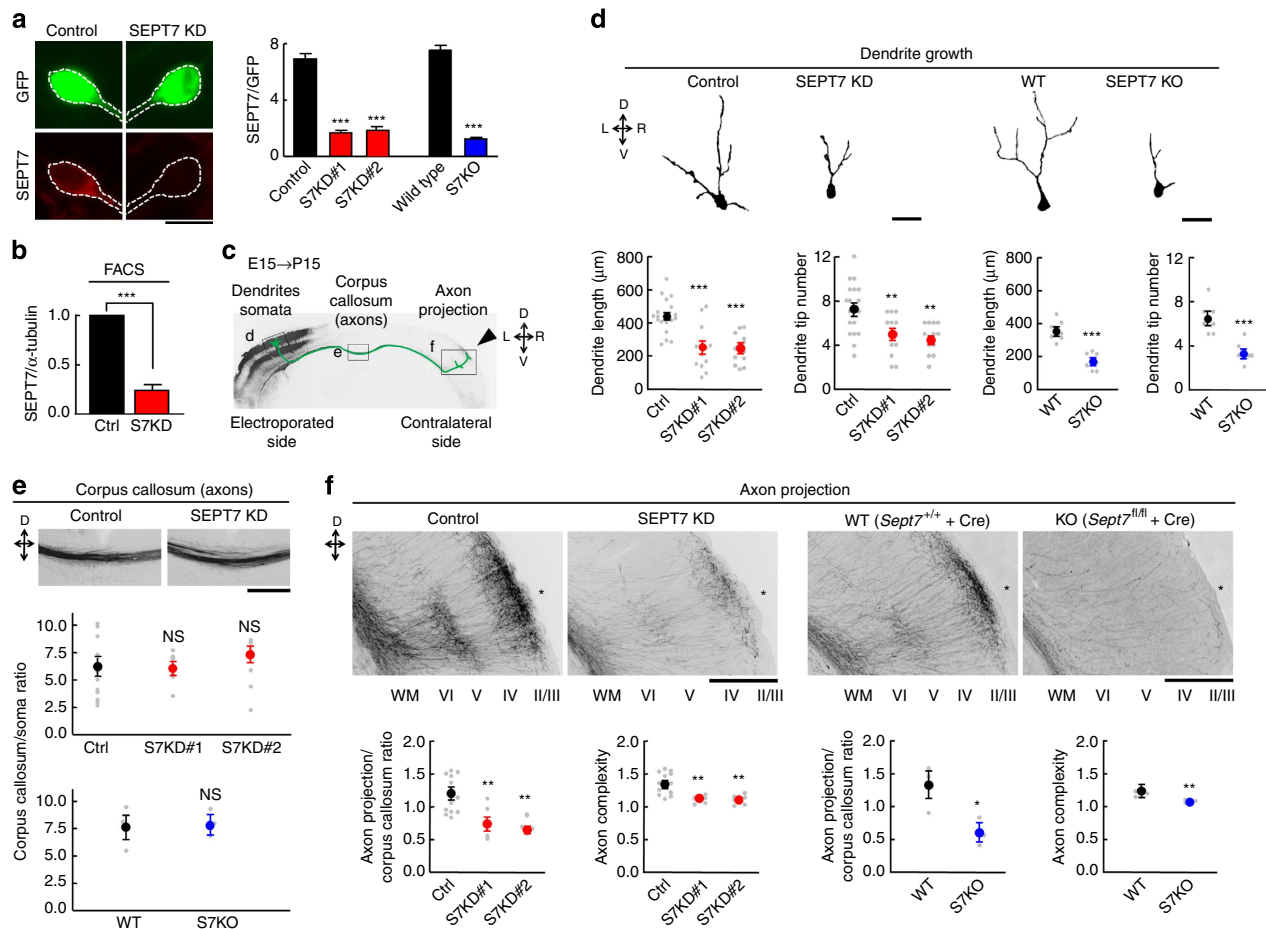 a
Control SEPT7 KD
GFP
SEPT7
SEPT7/GFP
8
4
0
*** *** ***
Control S7KD#1 S7KD#2 Wild type S7KO
b
FACS
***
SEPT7/α-tubulin
1.0
0.5
0.0
Ctrl S7KD
c
E15→P15
Dendrites somata
Corpus callosum (axons)
Axon projection
d e f
D
L R
V
Electroporated side
Contralateral side
d
Dendrite growth
Control SEPT7 KD WT SEPT7 KO
D
L R
V
Dendrite length (μm)
800
600
400
200
0
*** ***
Ctrl S7KD#1 S7KD#2
Dendrite tip number
12
8
4
0
** **
Ctrl S7KD#1 S7KD#2
Dendrite length (μm)
800
600
400
200
0
***
WT S7KO
Dendrite tip number
12
8
4
0
***
WT S7KO
e
Corpus callosum (axons)
Control SEPT7 KD
D
Corpus callosum/soma ratio
10.0
7.5
5.0
2.5
0.0
NS NS
Ctrl S7KD#1 S7KD#2
10.0
7.5
5.0
2.5
0.0
NS
WT S7KO
f
Axon projection
Control SEPT7 KD WT (Sept7+/+ + Cre) KO (Sept7fl/fl + Cre)
D
* * * *
WM VI V IV II/III
WM VI V IV II/III
WM VI V IV II/III
WM VI V IV II/III
Axon projection/
corpus callosum ratio
2.0
1.5
1.0
0.5
0.0
** **
Ctrl S7KD#1 S7KD#2
Axon complexity
2.0
1.5
1.0
0.5
0.0
** **
Ctrl S7KD#1 S7KD#2
Axon projection/
corpus callosum ratio
2.0
1.5
1.0
0.5
0.0
*
WT S7KO
Axon complexity
2.0
1.5
1.0
0.5
0.0
**
WT S7KO